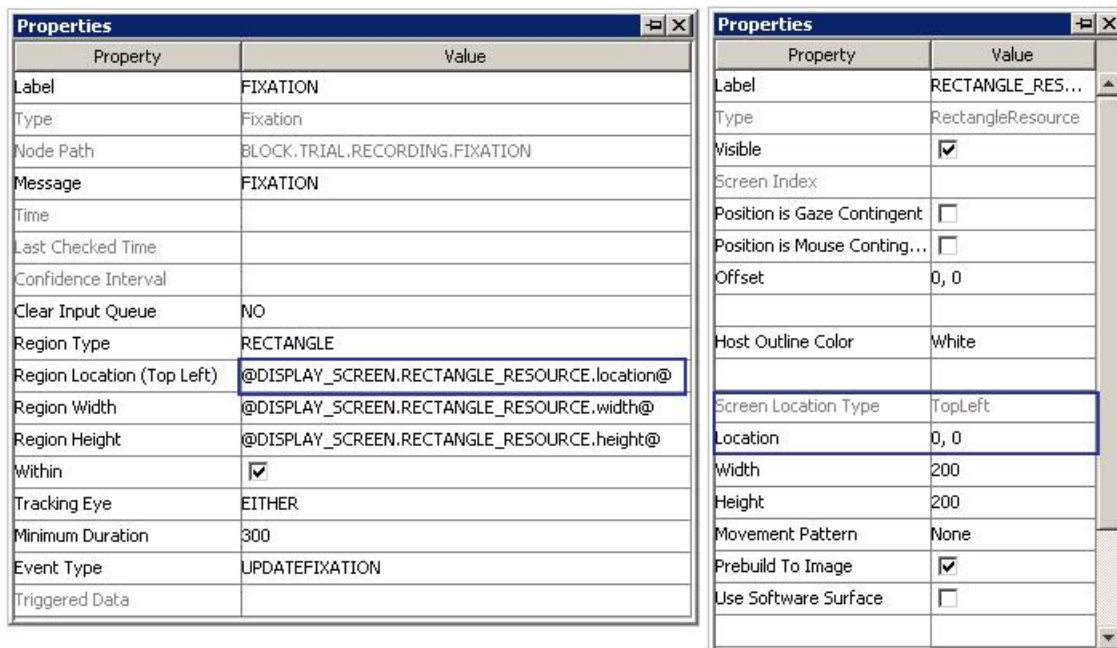 Properties
Property Value
Label FIXATION
Type Fixation
Node Path BLOCK.TRIAL.RECORDING.FIXATION
Message FIXATION
Time
Last Checked Time
Confidence Interval
Clear Input Queue NO
Region Type RECTANGLE
Region Location (Top Left) @DISPLAY_SCREEN.RECTANGLE_RESOURCE.location@
Region Width @DISPLAY_SCREEN.RECTANGLE_RESOURCE.width@
Region Height @DISPLAY_SCREEN.RECTANGLE_RESOURCE.height@
Within
Tracking Eye EITHER
Minimum Duration 300
Event Type UPDATEFIXATION
Triggered Data
Properties
Property Value
Label RECTANGLE_RES...
Type RectangleResource
Visible
Screen Index
Position is Gaze Contingent
Position is Mouse Conting...
Offset 0, 0
Host Outline Color White
Screen Location Type TopLeft
Location 0, 0
Width 200
Height 200
Movement Pattern None
Prebuild To Image
Use Software Surface